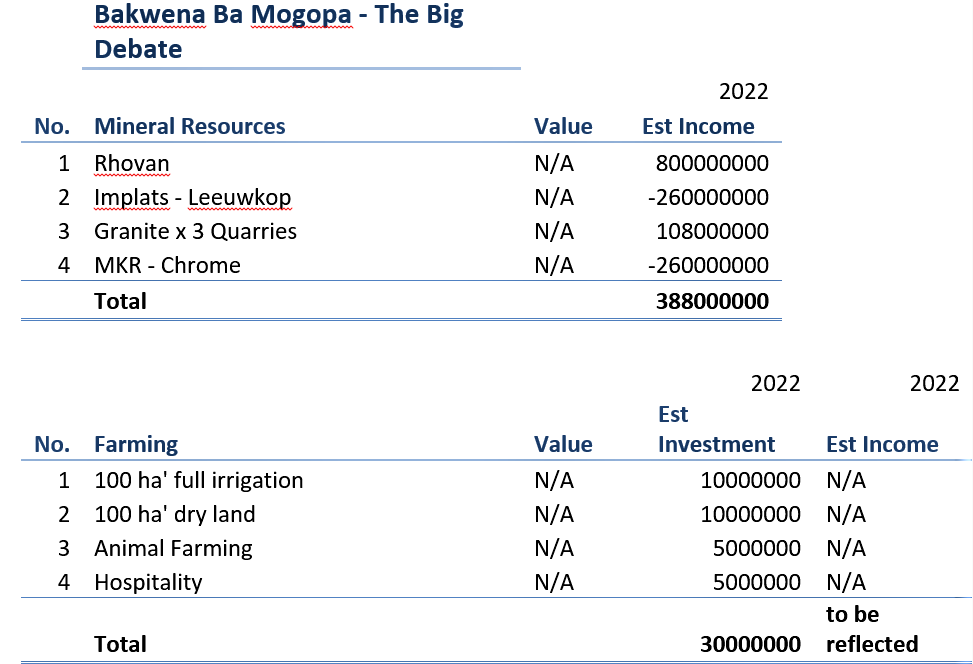 Bakwena Ba Mogopa - The Big
Debate
2022
No. Mineral Resources Value Est Income
1 Rhovan N/A 800000000
2 Implats - Leeuwkop N/A -260000000
3 Granite x 3 Quarries N/A 108000000
4 MKR - Chrome N/A -260000000
Total 388000000
2022 2022
Est
No. Farming Value Investment Est Income
1 100 ha' full irrigation N/A 10000000 N/A
2 100 ha' dry land N/A 10000000 N/A
3 Animal Farming N/A 5000000 N/A
4 Hospitality N/A 5000000 N/A
to be
Total 30000000 reflected